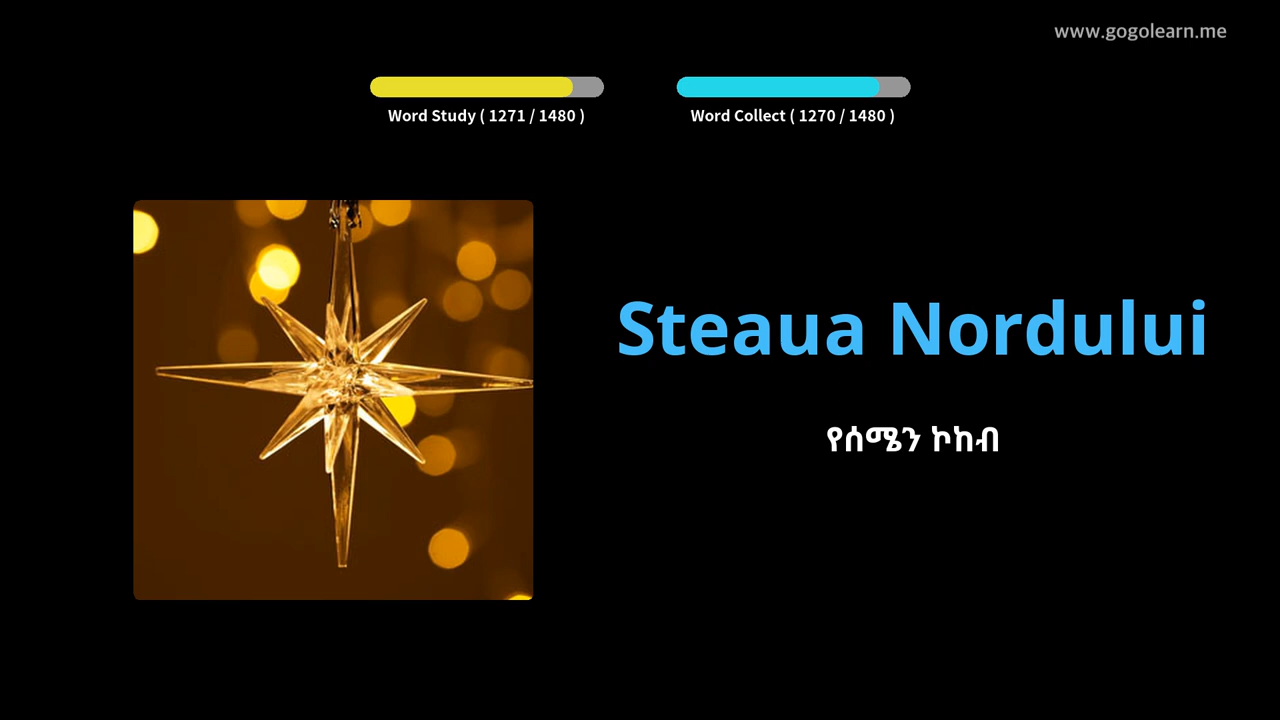 www.gogolearn.me
Word Study ( 1271 / 1480 )
Word Collect ( 1270 / 1480 )
Steaua Nordului
የሰሜን ኮከብ